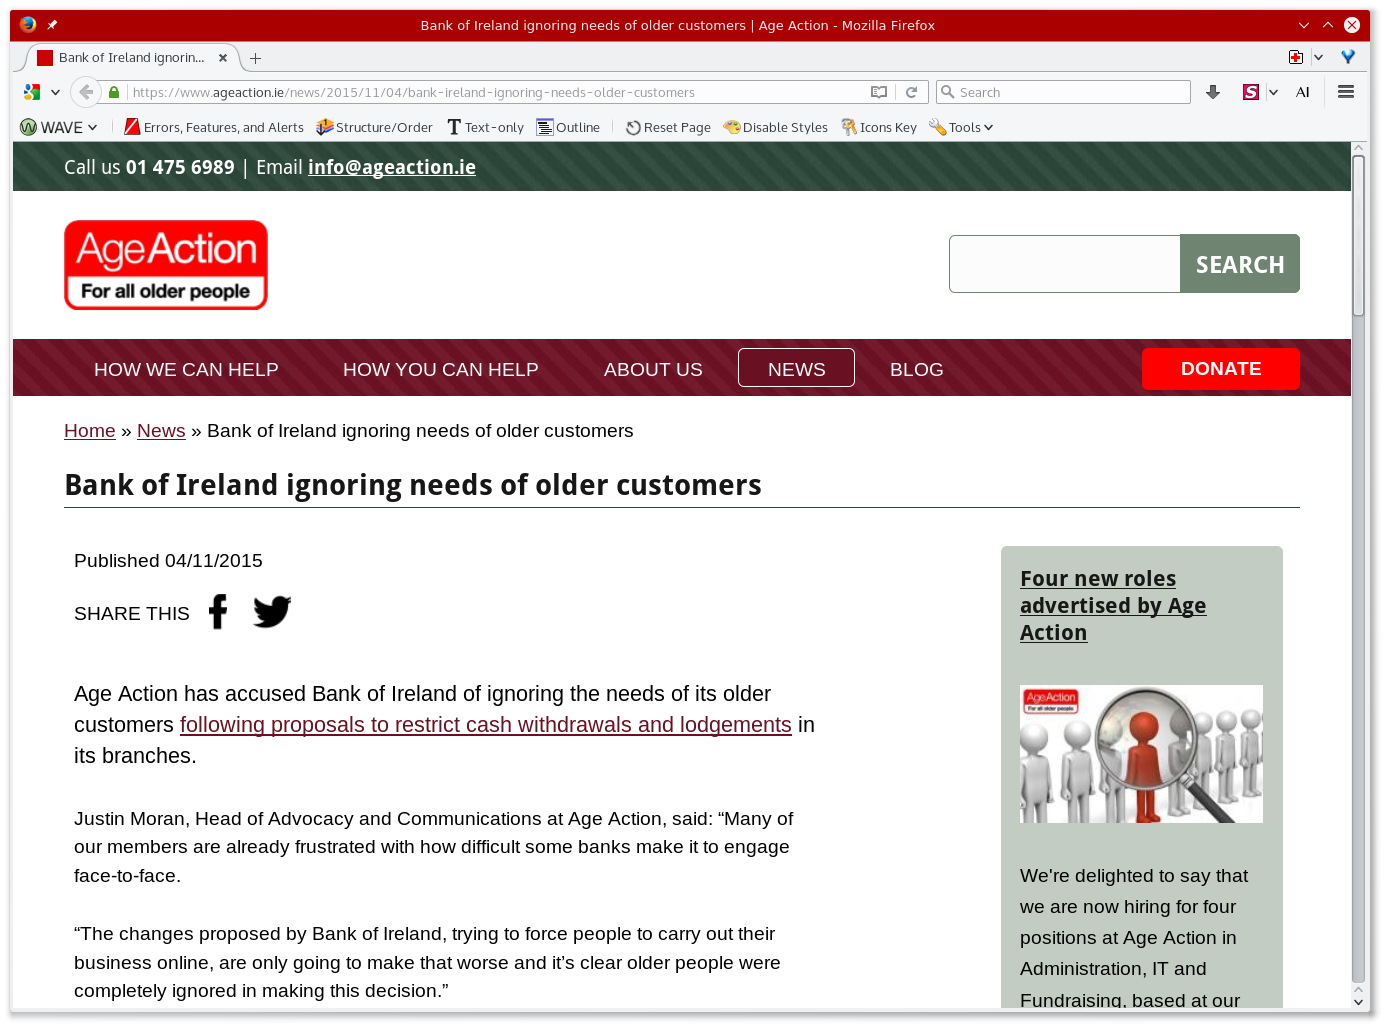 Bank of Ireland ignoring needs of older customers | Age Action - Mozilla Firefox
Bank of Ireland ignorin...
https://www.ageaction.ie/news/2015/11/04/bank-ireland-ignoring-needs-older-customers
Search
S
AI
WAVE
Errors, Features, and Alerts
Structure/Order
Text-only
Outline
Reset Page
Disable Styles
Icons Key
Tools
Call us 01 475 6989 | Email info@ageaction.ie
AgeAction
For all older people
SEARCH
HOW WE CAN HELP
HOW YOU CAN HELP
ABOUT US
NEWS
BLOG
DONATE
Home » News » Bank of Ireland ignoring needs of older customers
Bank of Ireland ignoring needs of older customers
Published 04/11/2015
SHARE THIS
Age Action has accused Bank of Ireland of ignoring the needs of its older
customers following proposals to restrict cash withdrawals and lodgements in
its branches.
Justin Moran, Head of Advocacy and Communications at Age Action, said: “Many of
our members are already frustrated with how difficult some banks make it to engage
face-to-face.
“The changes proposed by Bank of Ireland, trying to force people to carry out their
business online, are only going to make that worse and it’s clear older people were
completely ignored in making this decision.”
Four new roles
advertised by Age
Action
AgeAction
For all older people
We're delighted to say that
we are now hiring for four
positions at Age Action in
Administration, IT and
Fundraising, based at our